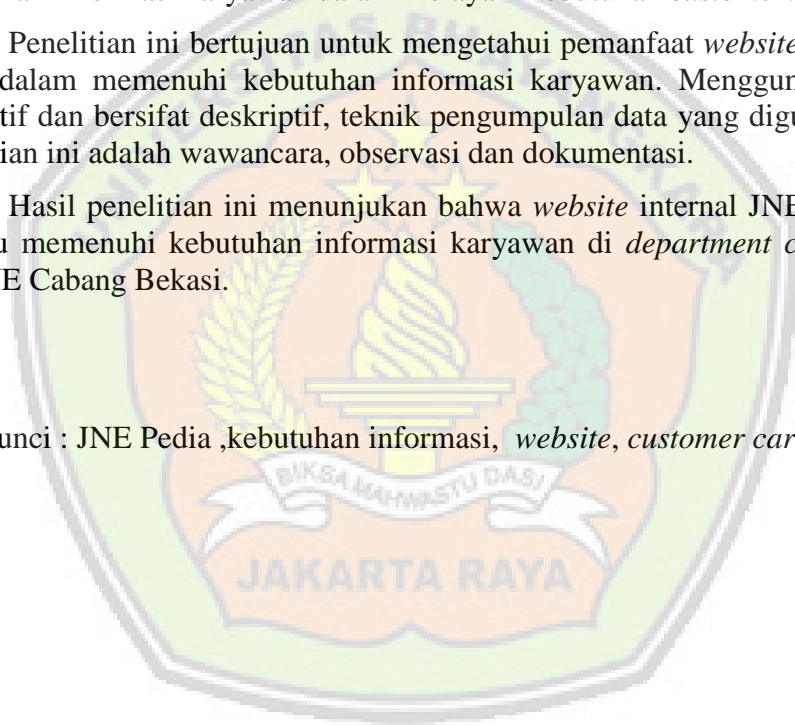 Penelitian ini bertujuan untuk mengetahui pemanfaat website
dalam memenuhi kebutuhan informasi karyawan. Menggun
tif dan bersifat deskriptif, teknik pengumpulan data yang digu
ian ini adalah wawancara, observasi dan dokumentasi.
Hasil penelitian ini menunjukan bahwa website internal JNE
u memenuhi kebutuhan informasi karyawan di department c
NE Cabang Bekasi.
unci : JNE Pedia ,kebutuhan informasi, website, customer car
UNIVERSITAS BHAYANGKARA
BIKSA MAHWASTU DASI
JAKARTA RAYA